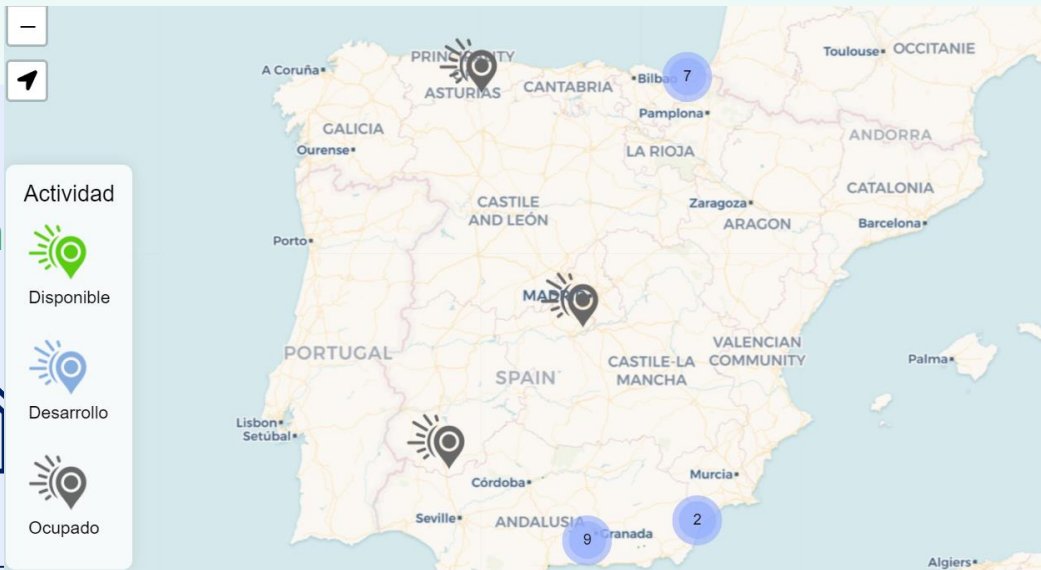 −
Actividad
Disponible
Desarrollo
Ocupado
A Coruña
PRINCIPALITY
OF
ASTURIAS
CANTABRIA
Bilbao
7
Toulouse
OCCITANIE
Pamplona
GALICIA
Ourense
LA RIOJA
ANDORRA
CASTILE
AND LEÓN
Zaragoza
ARAGON
CATALONIA
Barcelona
Porto
MADRID
PORTUGAL
SPAIN
CASTILE-LA
MANCHA
VALENCIAN
COMMUNITY
Palma
Lisbon
Setúbal
Córdoba
Murcia
Seville
ANDALUSIA
Granada
9
2
Algiers